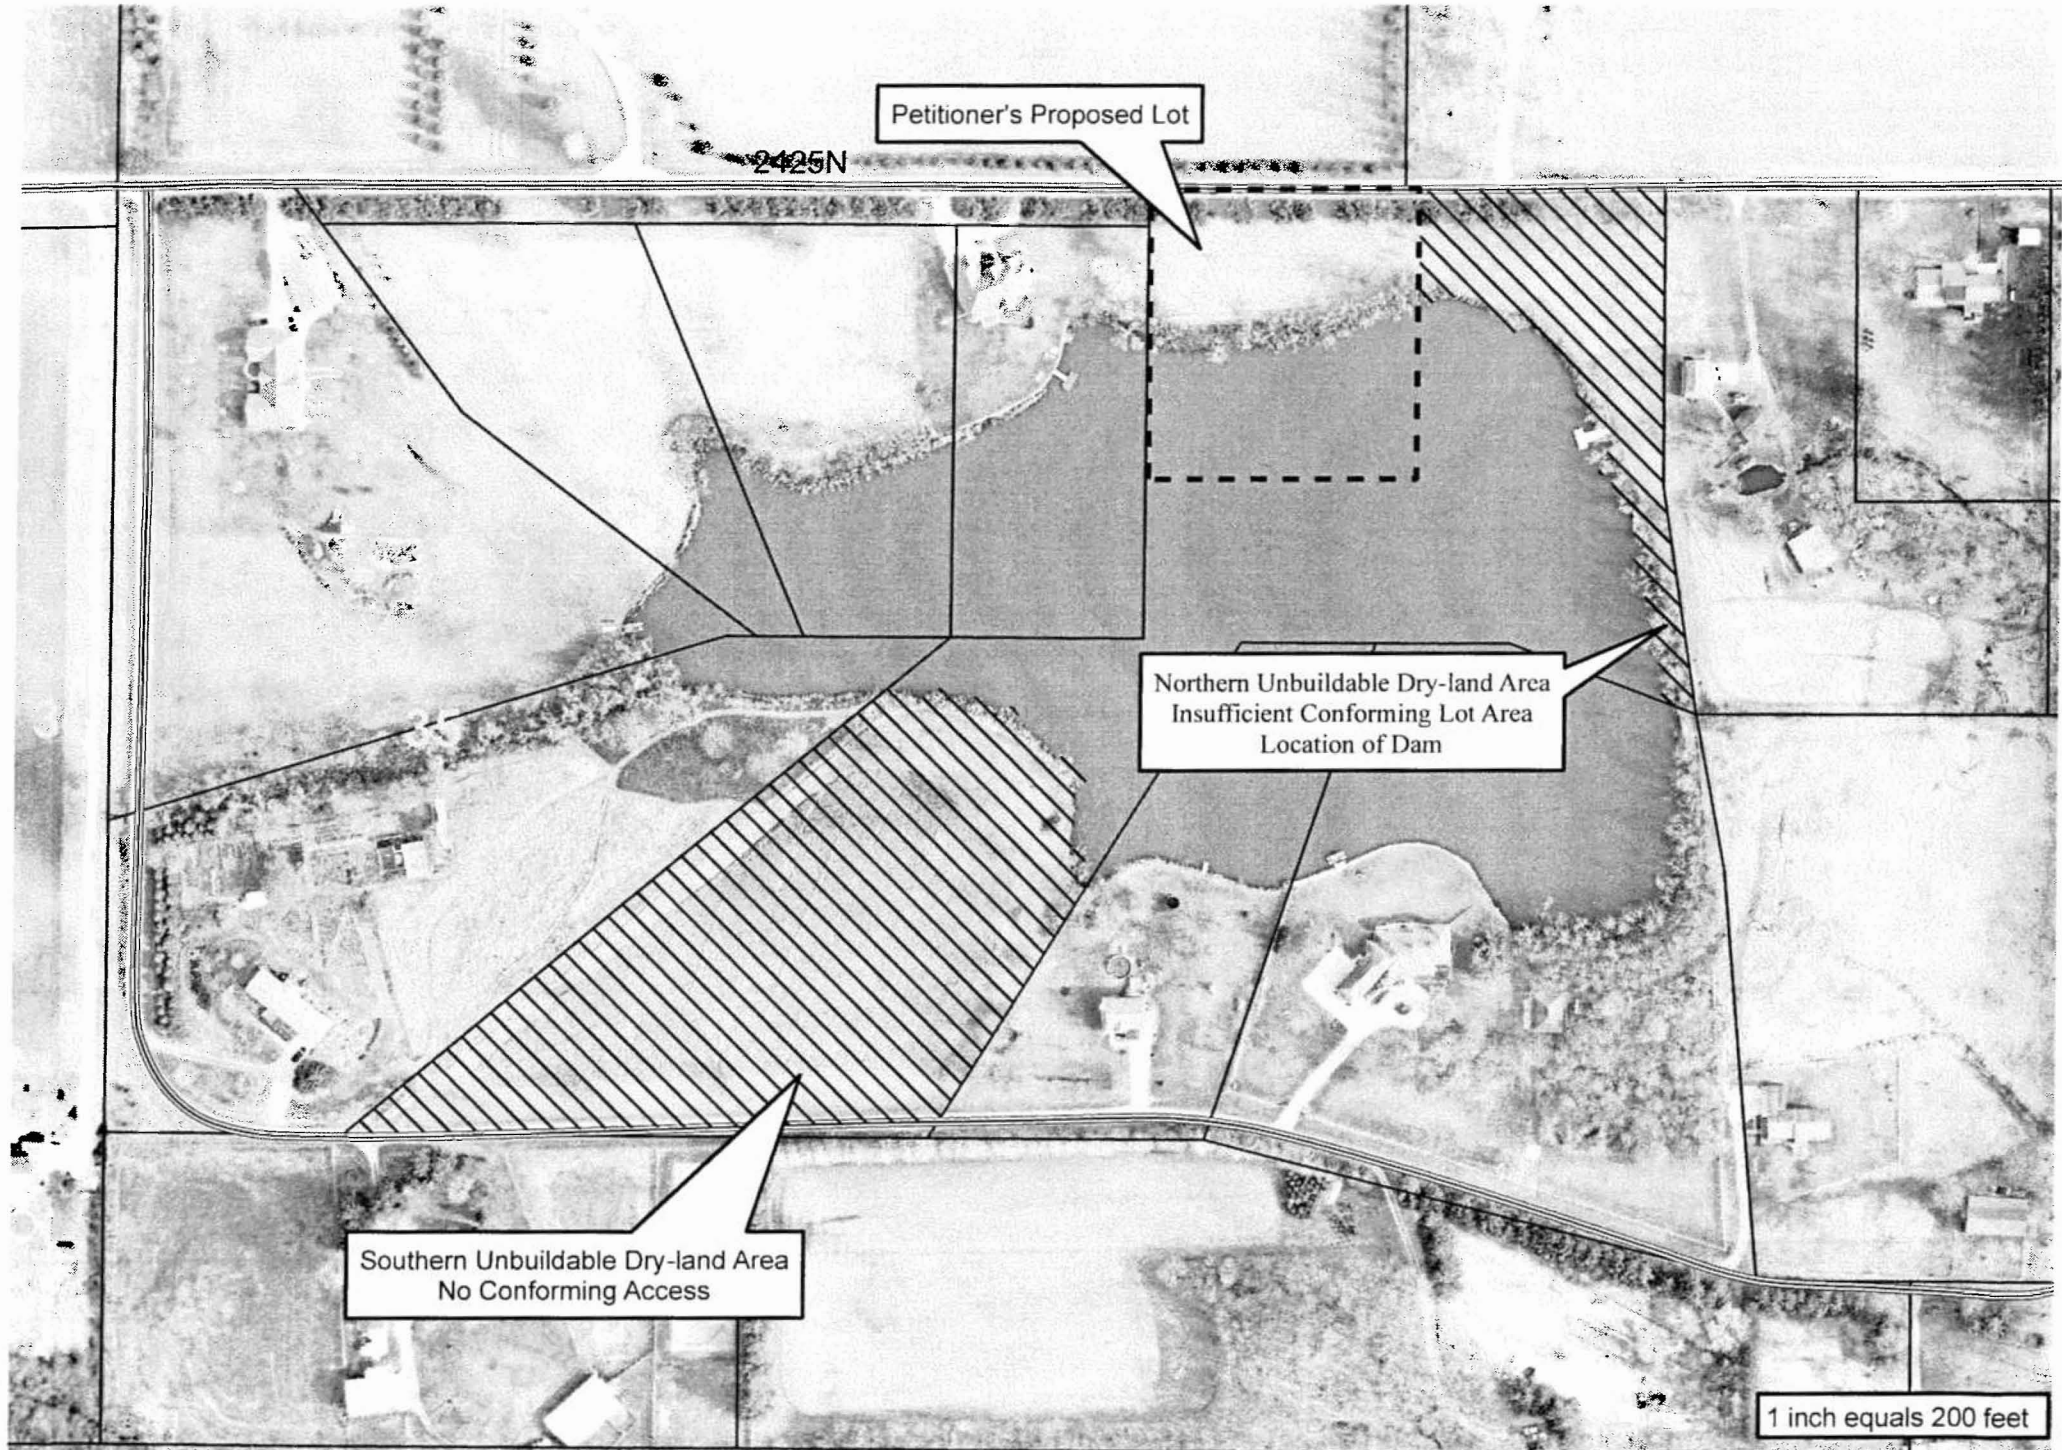 Petitioner's Proposed Lot
2425N
Northern Unbuildable Dry-land Area
Insufficient Conforming Lot Area
Location of Dam
Southern Unbuildable Dry-land Area
No Conforming Access
1 inch equals 200 feet